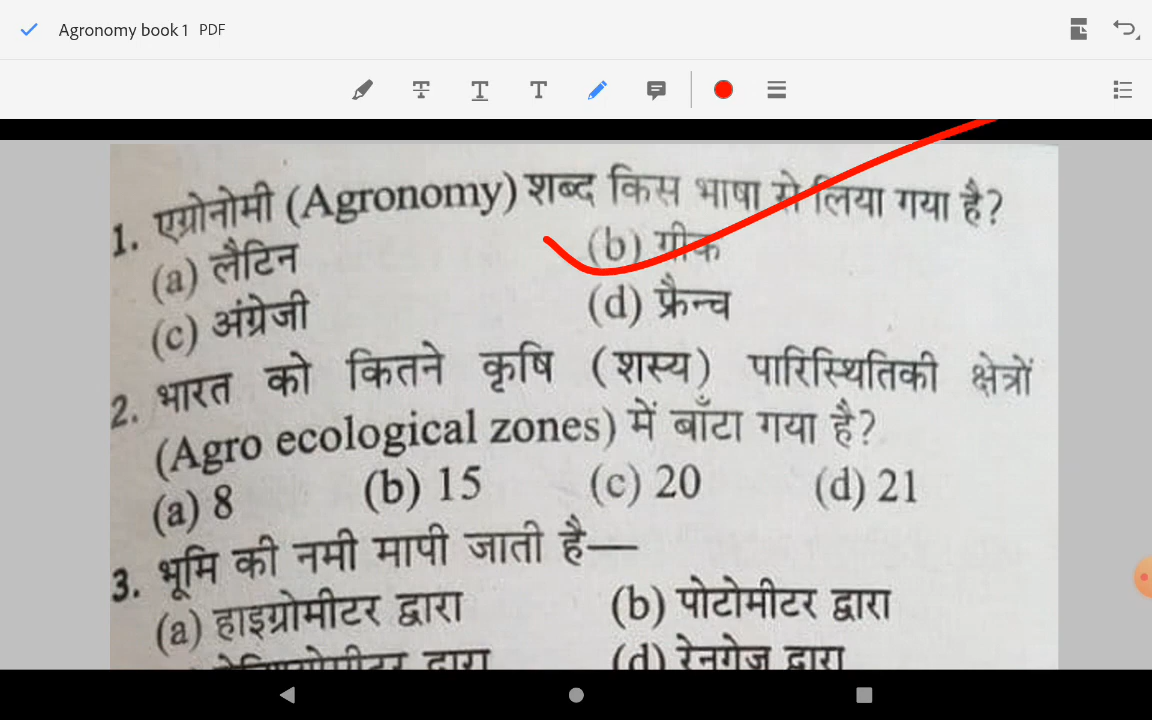 Agronomy book 1 PDF
1. एग्रोनोमी (Agronomy) शब्द किस भाषा से लिया गया है?
(a) लैटिन (b) ग्रीक
(c) अंग्रेजी (d) फ्रैन्च
2. भारत को कितने कृषि (शस्य) पारिस्थितिकी क्षेत्रों
(Agro ecological zones) में बाँटा गया है?
(a) 8 (b) 15 (c) 20 (d) 21
3. भूमि की नमी मापी जाती है—
(a) हाइग्रोमीटर द्वारा (b) पोटोमीटर द्वारा
द्वारा (d) रेनगेज द्वारा